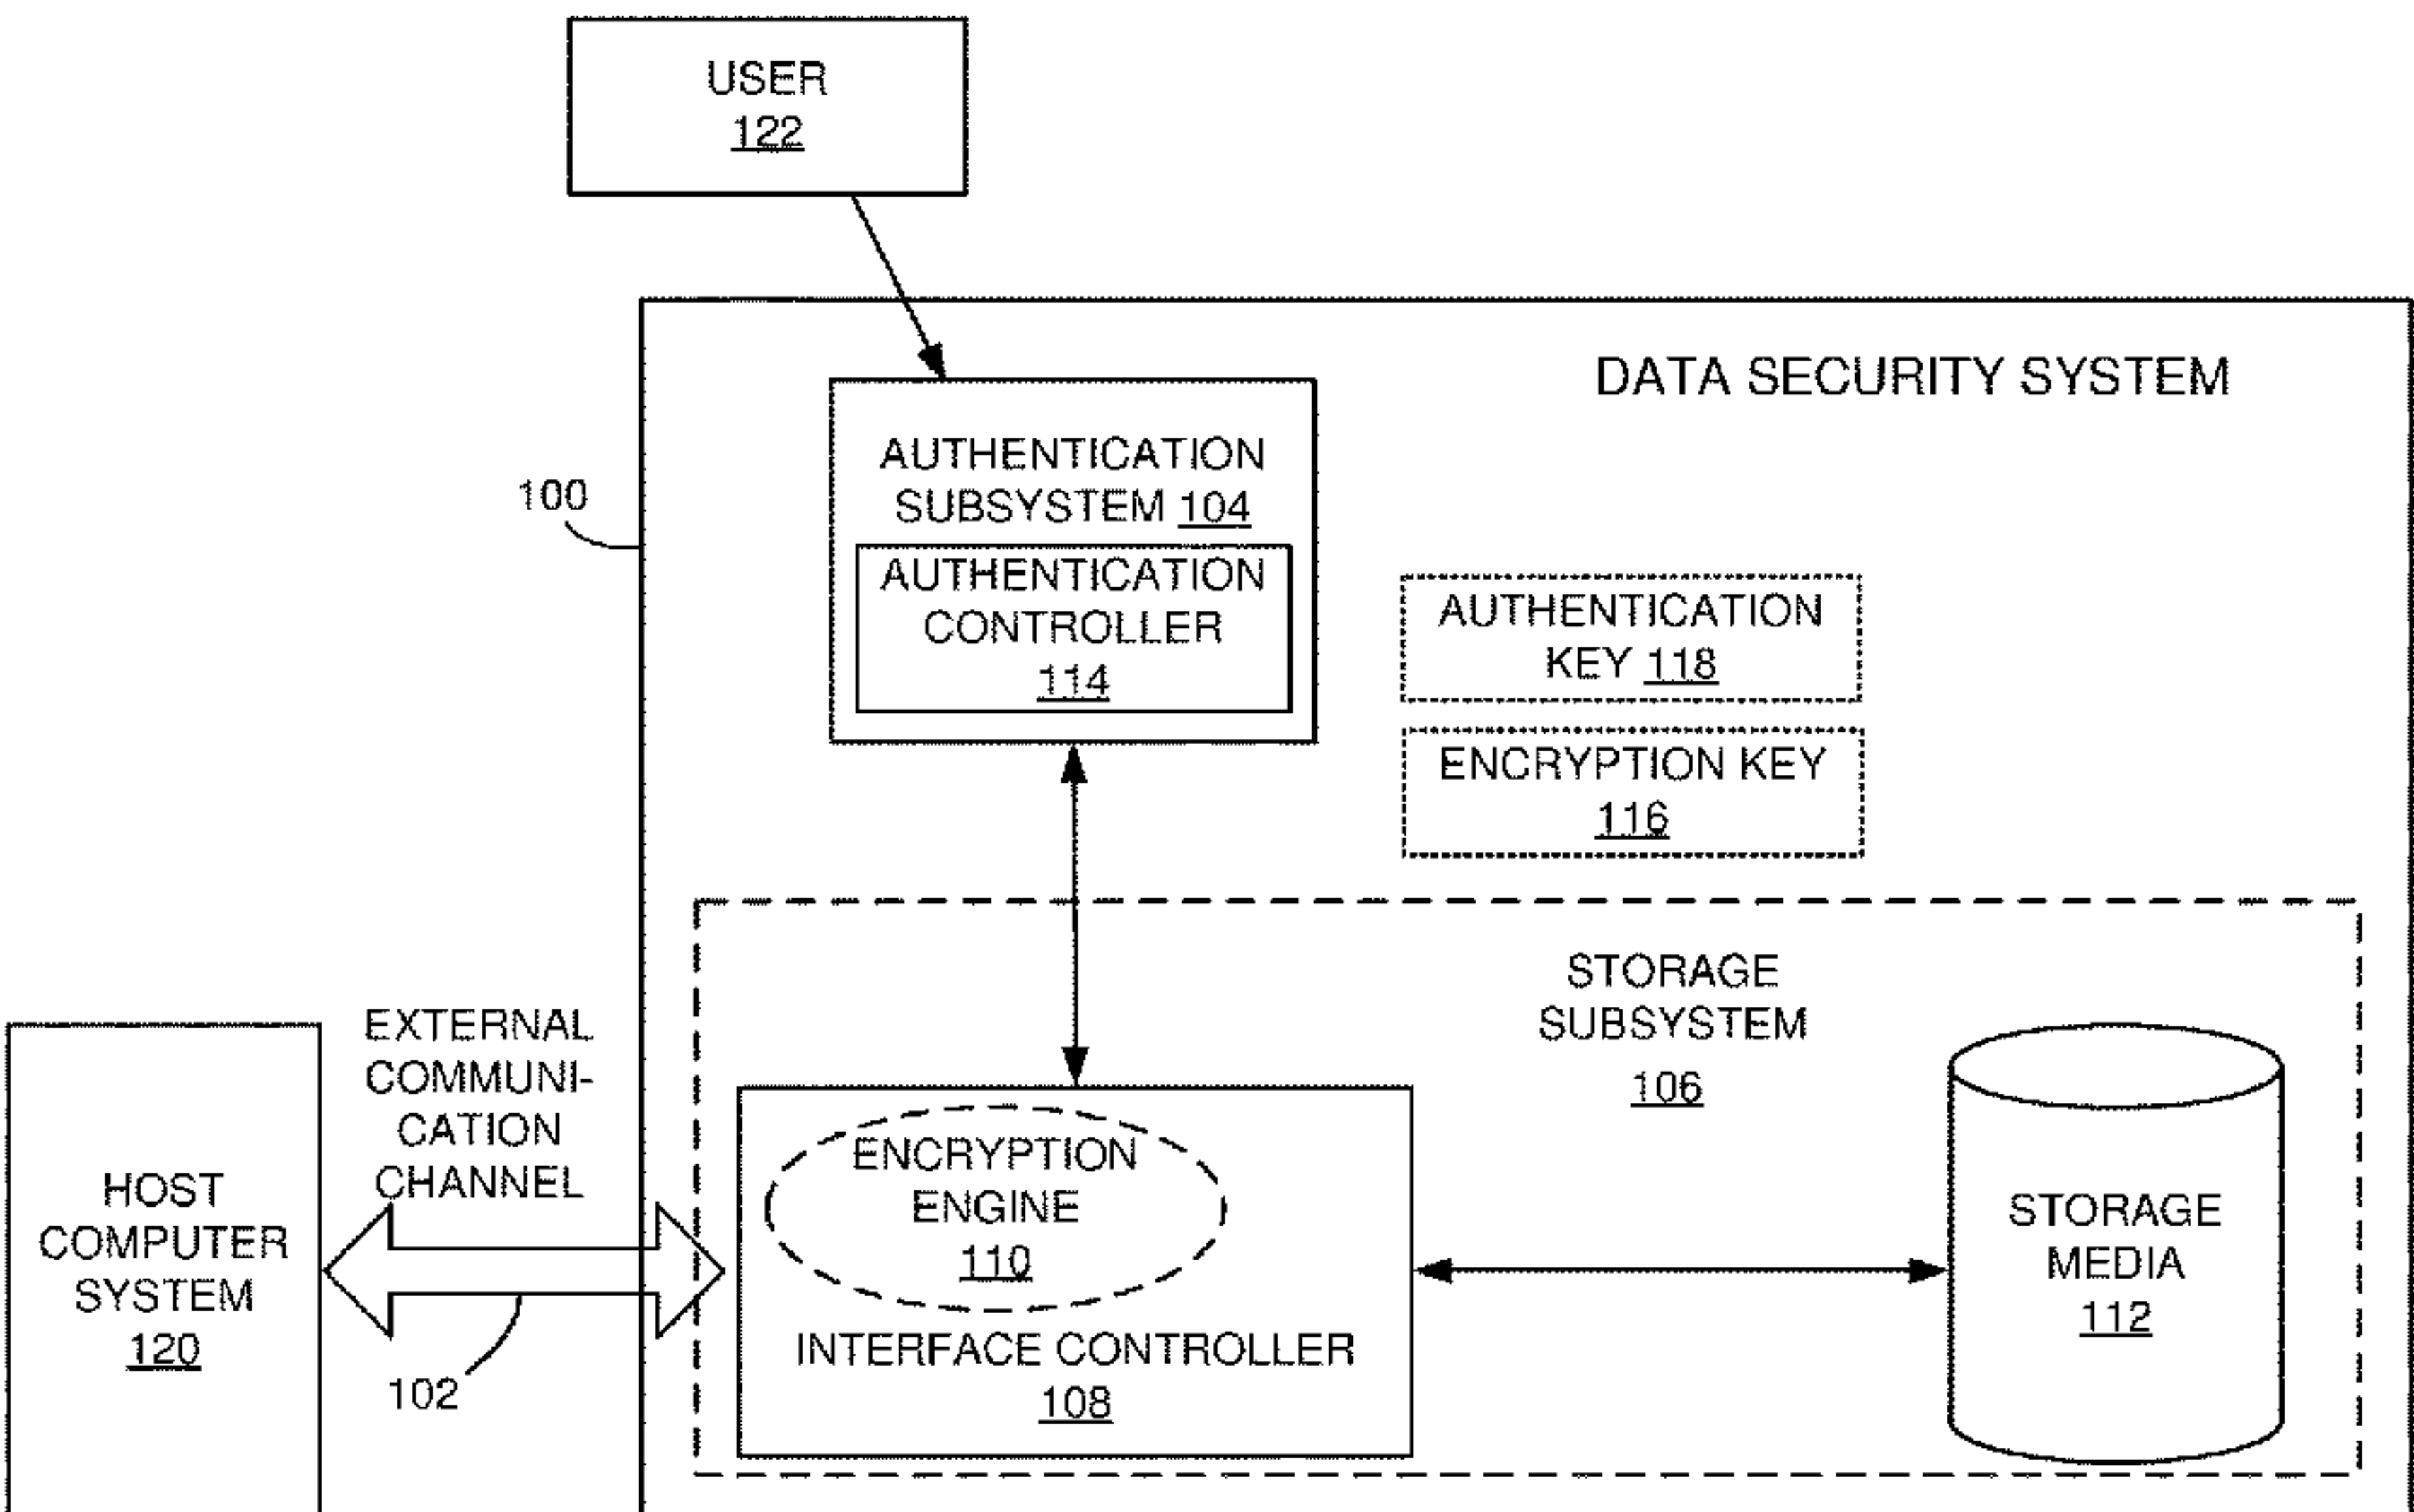 USER
122
DATA SECURITY SYSTEM
AUTHENTICATION
SUBSYSTEM 104
100
AUTHENTICATION
CONTROLLER
114
AUTHENTICATION
KEY 118
ENCRYPTION KEY
116
STORAGE
SUBSYSTEM
106
EXTERNAL
COMMUNI-
CATION
CHANNEL
HOST
COMPUTER
SYSTEM
120
102
ENCRYPTION
ENGINE
110
INTERFACE CONTROLLER
108
STORAGE
MEDIA
112